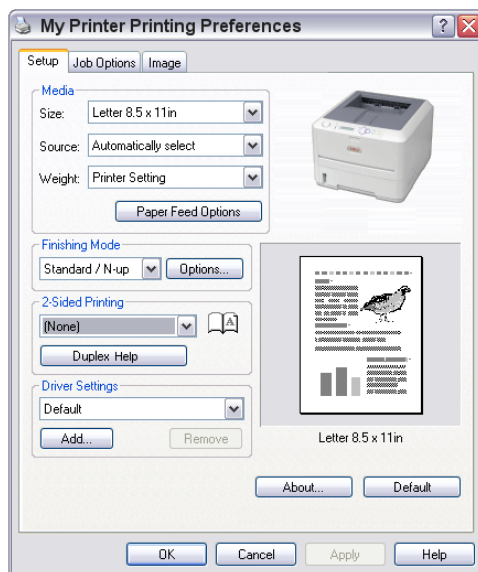 My Printer Printing Preferences
Setup Job Options Image
Media
Size: Letter 8.5 x 11in
Source: Automatically select
Weight: Printer Setting
Paper Feed Options
Finishing Mode
Standard / N-up Options...
2-Sided Printing
(None)
A
Duplex Help
Driver Settings
Default
Add... Remove
Letter 8.5 x 11in
About... Default
OK Cancel Apply Help